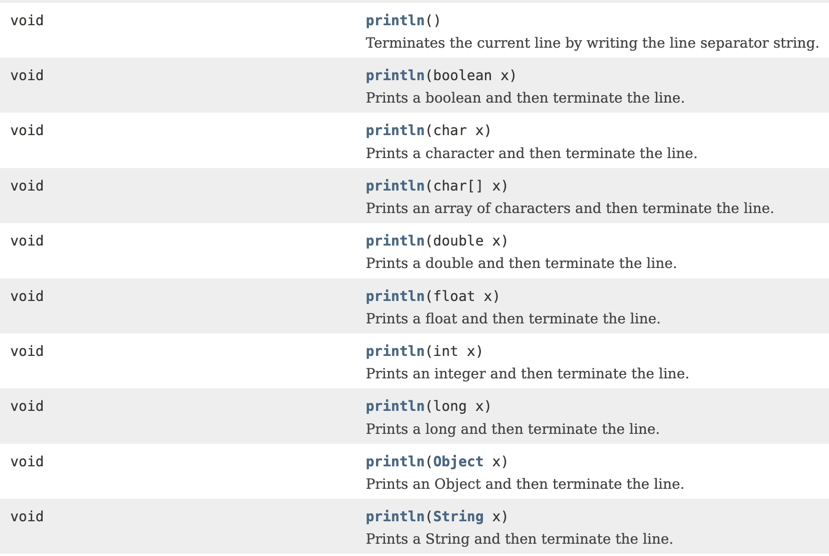 void println()
Terminates the current line by writing the line separator string.
void println(boolean x)
Prints a boolean and then terminate the line.
void println(char x)
Prints a character and then terminate the line.
void println(char[] x)
Prints an array of characters and then terminate the line.
void println(double x)
Prints a double and then terminate the line.
void println(float x)
Prints a float and then terminate the line.
void println(int x)
Prints an integer and then terminate the line.
void println(long x)
Prints a long and then terminate the line.
void println(Object x)
Prints an Object and then terminate the line.
void println(String x)
Prints a String and then terminate the line.